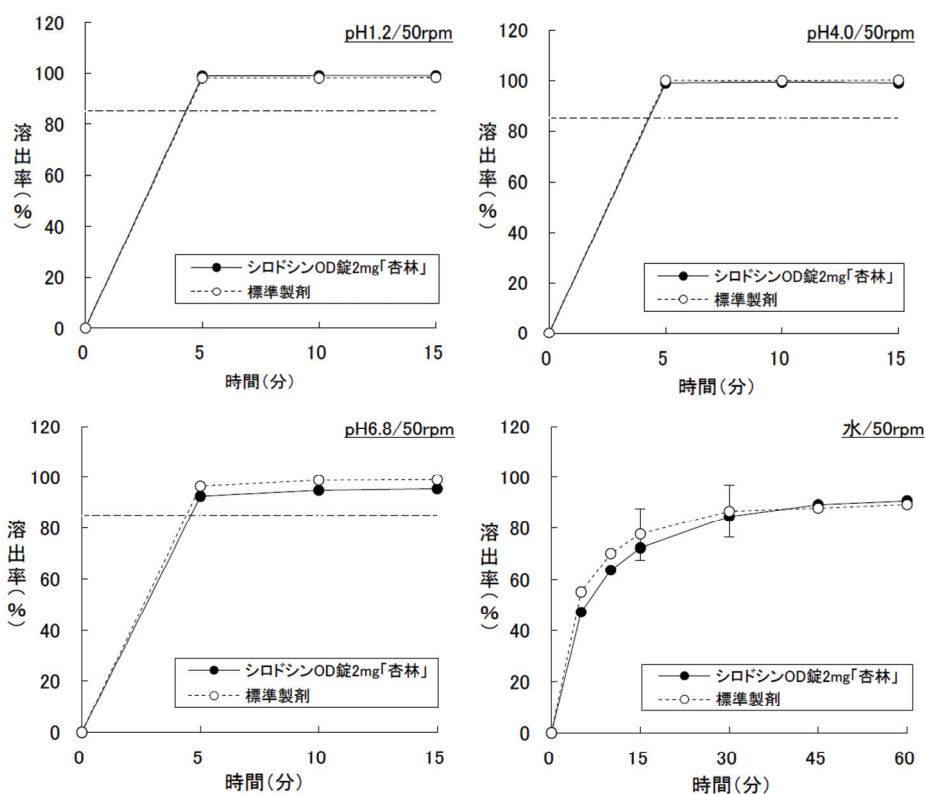 pH1.2/50rpm
120
100
80
60
40
20
0
溶出率(%)
シロドシンOD錠2mg「杏林」
標準製剤
0 5 10 15
時間(分)
pH4.0/50rpm
120
100
80
60
40
20
0
溶出率(%)
シロドシンOD錠2mg「杏林」
標準製剤
0 5 10 15
時間(分)
pH6.8/50rpm
120
100
80
60
40
20
0
溶出率(%)
シロドシンOD錠2mg「杏林」
標準製剤
0 5 10 15
時間(分)
水/50rpm
120
100
80
60
40
20
0
溶出率(%)
シロドシンOD錠2mg「杏林」
標準製剤
0 15 30 45 60
時間(分)